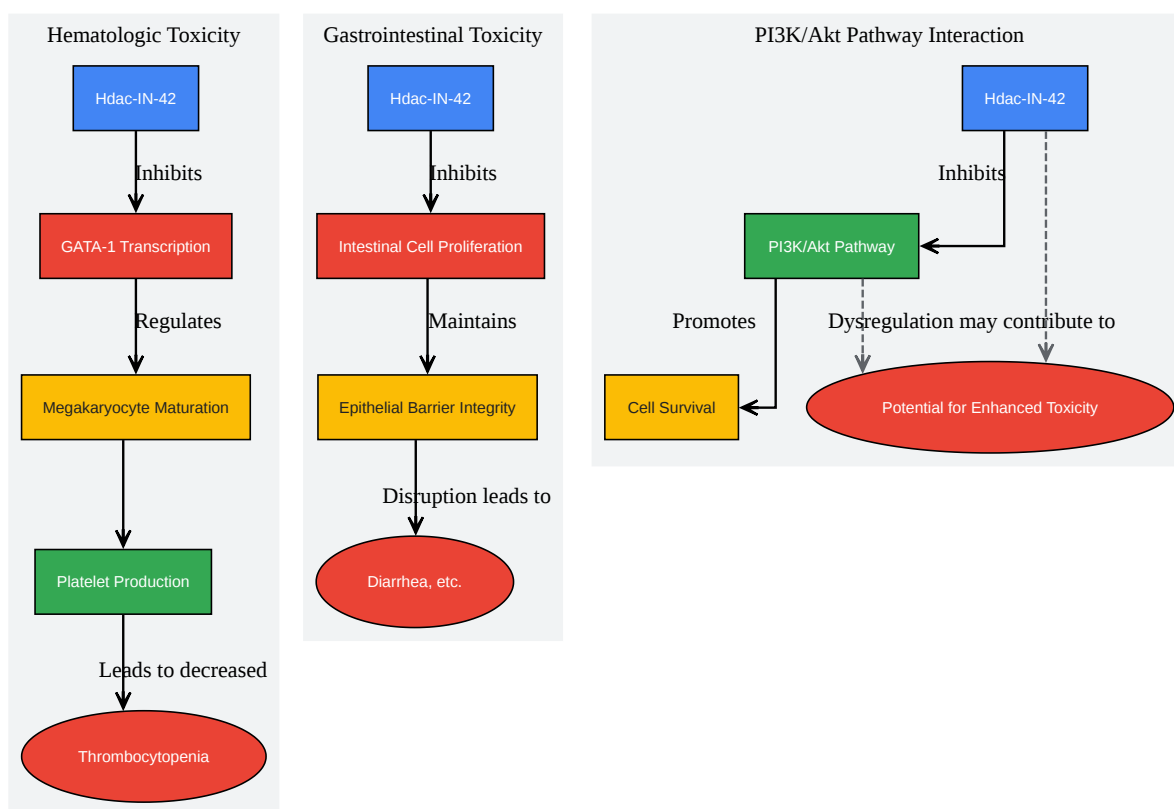 Hematologic Toxicity
Hdac-IN-42
Inhibits
GATA-1 Transcription
Regulates
Megakaryocyte Maturation
Platelet Production
Leads to decreased
Thrombocytopenia
Gastrointestinal Toxicity
Hdac-IN-42
Inhibits
Intestinal Cell Proliferation
Maintains
Epithelial Barrier Integrity
Disruption leads to
Diarrhea, etc.
PI3K/Akt Pathway Interaction
Hdac-IN-42
Inhibits
PI3K/Akt Pathway
Promotes
Dysregulation may contribute to
Cell Survival
Potential for Enhanced Toxicity